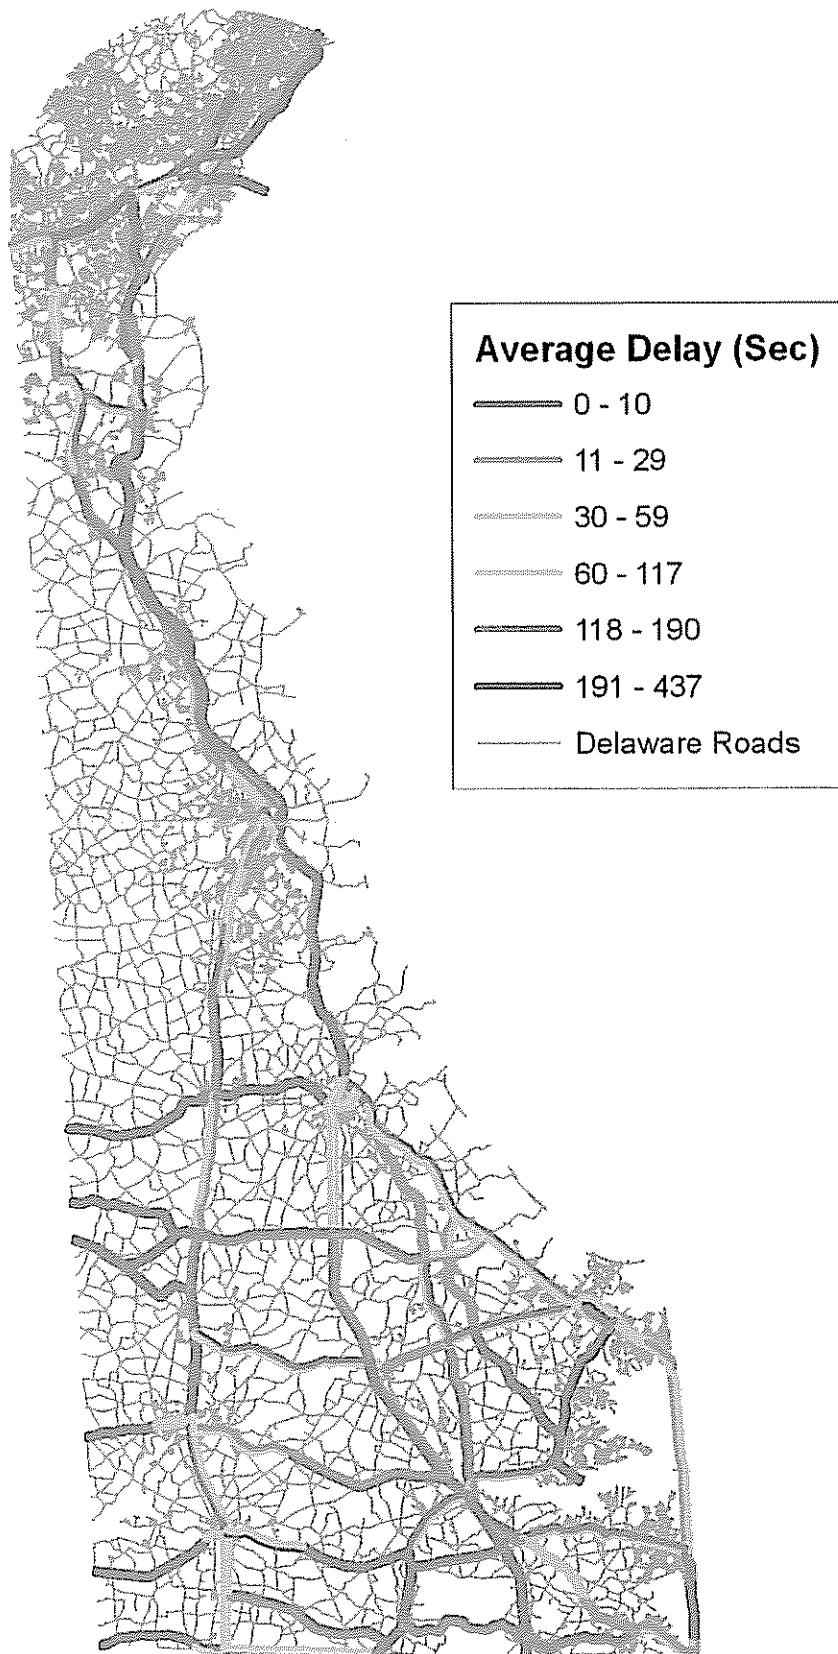 Average Delay (Sec)
0 - 10
11 - 29
30 - 59
60 - 117
118 - 190
191 - 437
Delaware Roads